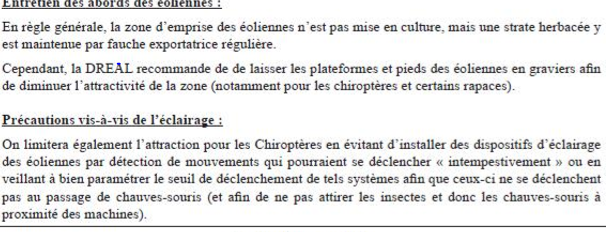 Entretien des abords des éoliennes :
En règle générale, la zone d'emprise des éoliennes n'est pas mise en culture, mais une strate herbacée y
est maintenue par fauche exportatrice régulière.
Cependant, la DREAL recommande de de laisser les plateformes et pieds des éoliennes en graviers afin
de diminuer l'attractivité de la zone (notamment pour les chiroptères et certains rapaces).
Précautions vis-à-vis de l'éclairage :
On limitera également l'attraction pour les Chiroptères en évitant d'installer des dispositifs d'éclairage
des éoliennes par détection de mouvements qui pourraient se déclencher « intempestivement » ou en
veillant à bien paramétrer le seuil de déclenchement de tels systèmes afin que ceux-ci ne se déclenchent
pas au passage de chauves-souris (et afin de ne pas attirer les insectes et donc les chauves-souris à
proximité des machines).